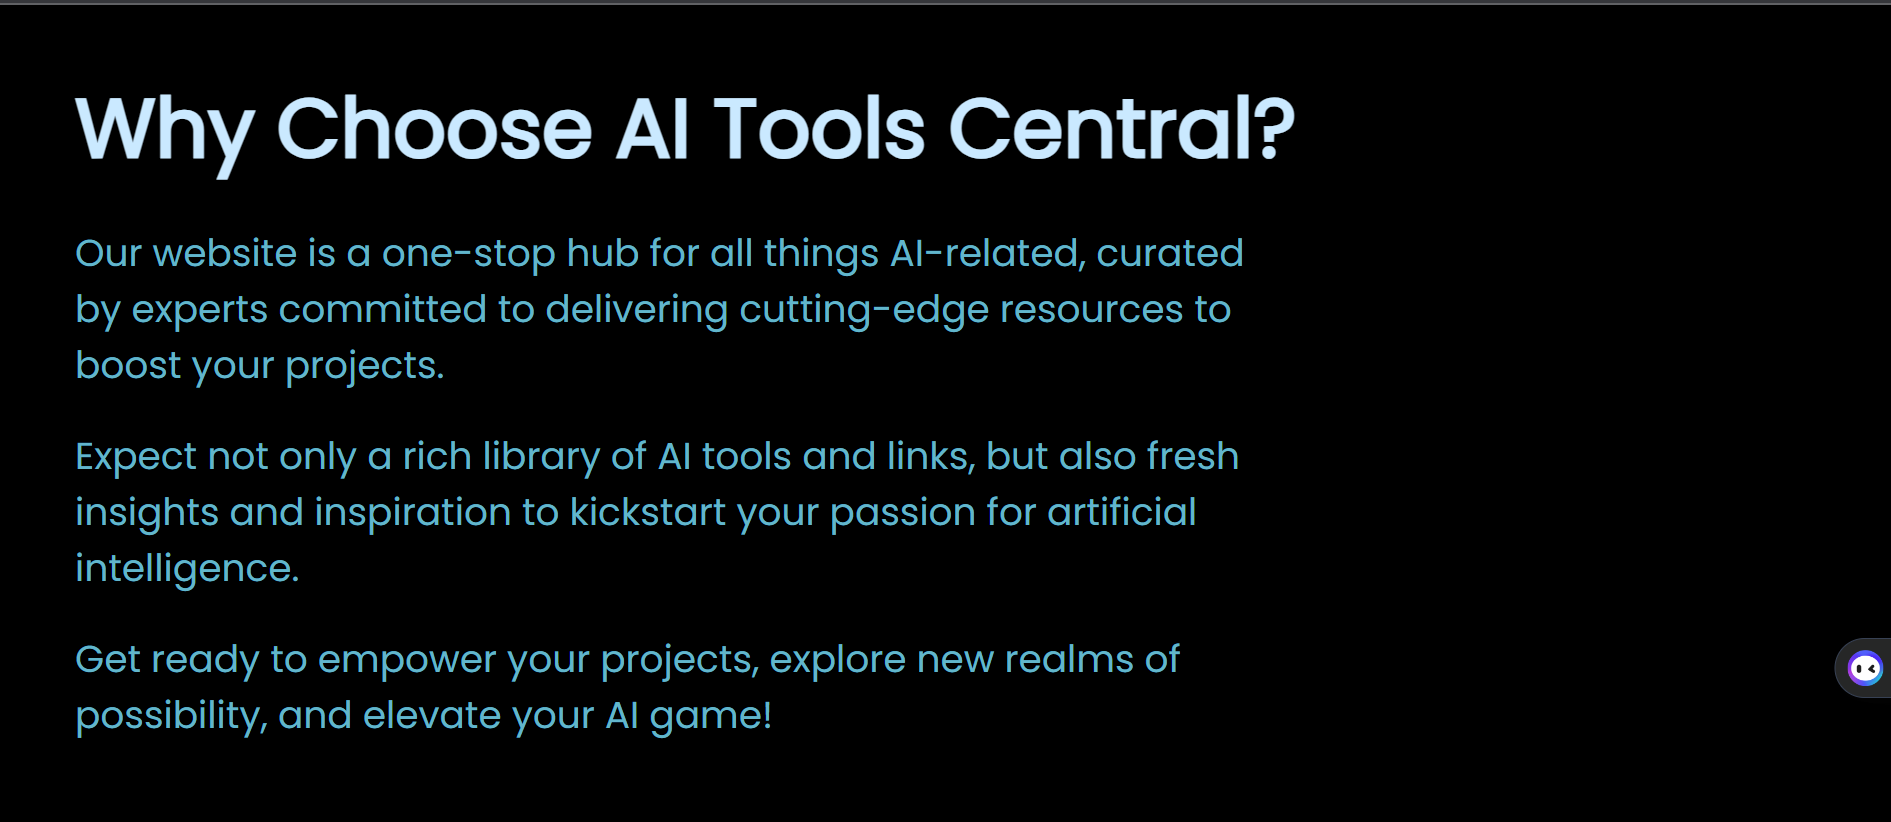 Why Choose AI Tools Central?
Our website is a one-stop hub for all things AI-related, curated
by experts committed to delivering cutting-edge resources to
boost your projects.
Expect not only a rich library of AI tools and links, but also fresh
insights and inspiration to kickstart your passion for artificial
intelligence.
Get ready to empower your projects, explore new realms of
possibility, and elevate your AI game!